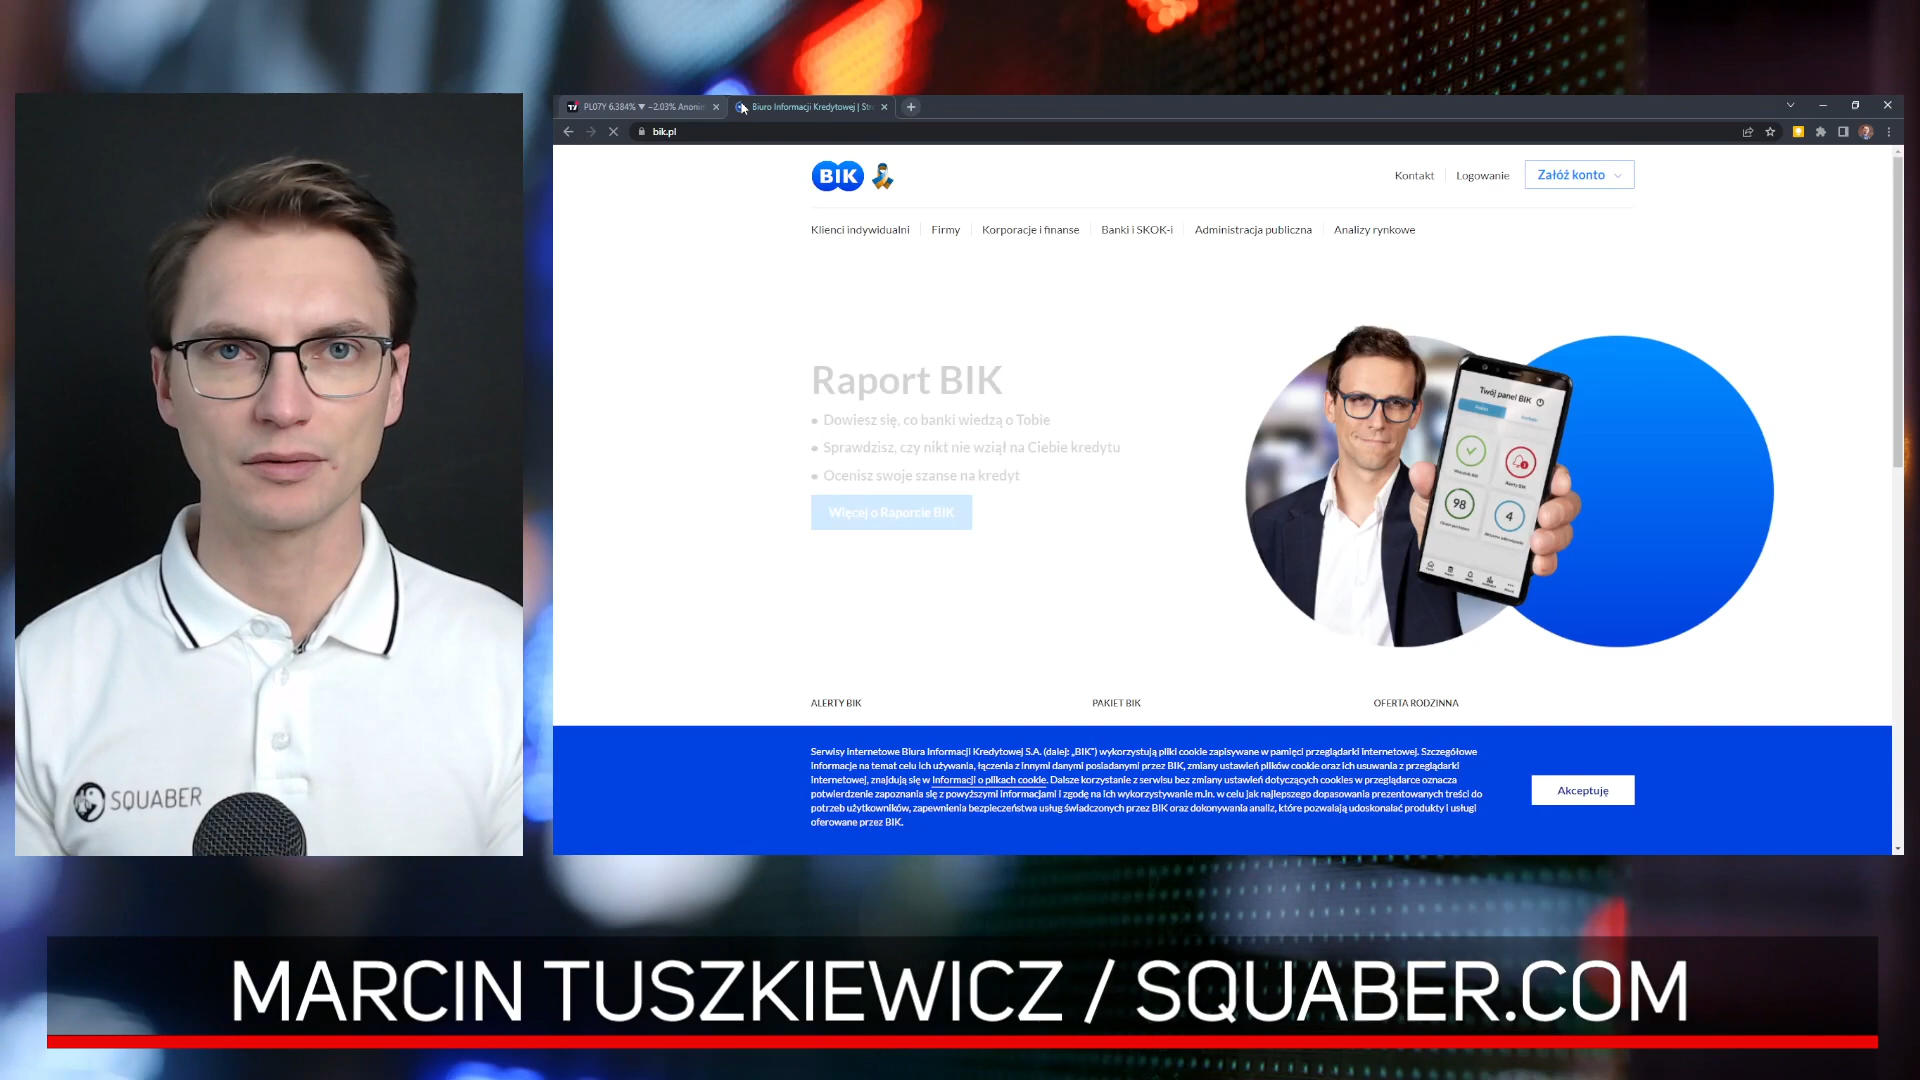 PL07Y 6.384% ▼ −2.03% Anonim
Biuro Informacji Kredytowej | Str
bik.pl
BIK
Kontakt
Logowanie
Załóż konto
Klienci indywidualni
Firmy
Korporacje i finanse
Banki i SKOK-i
Administracja publiczna
Analizy rynkowe
Raport BIK
• Dowiesz się, co banki wiedzą o Tobie
• Sprawdzisz, czy nikt nie wziął na Ciebie kredytu
• Ocenisz swoje szanse na kredyt
Więcej o Raporcie BIK
Twój panel BIK
98
4
ALERTY BIK
PAKIET BIK
OFERTA RODZINNA
Serwisy internetowe Biura Informacji Kredytowej S.A. (dalej: „BIK") wykorzystują pliki cookie zapisywane w pamięci przeglądarki internetowej. Szczegółowe
informacje na temat celu ich używania, łączenia z innymi danymi posiadanymi przez BIK, zmiany ustawień plików cookie oraz ich usuwania z przeglądarki
internetowej, znajdują się w Informacji o plikach cookie. Dalsze korzystanie z serwisu bez zmiany ustawień dotyczących cookies w przeglądarce oznacza
potwierdzenie zapoznania się z powyższymi informacjami i zgodę na ich wykorzystywanie m.in. w celu jak najlepszego dopasowania prezentowanych treści do
potrzeb użytkowników, zapewnienia bezpieczeństwa usług świadczonych przez BIK oraz dokonywania analiz, które pozwalają udoskonalać produkty i usługi
oferowane przez BIK.
Akceptuję
SQUABER
MARCIN TUSZKIEWICZ / SQUABER.COM